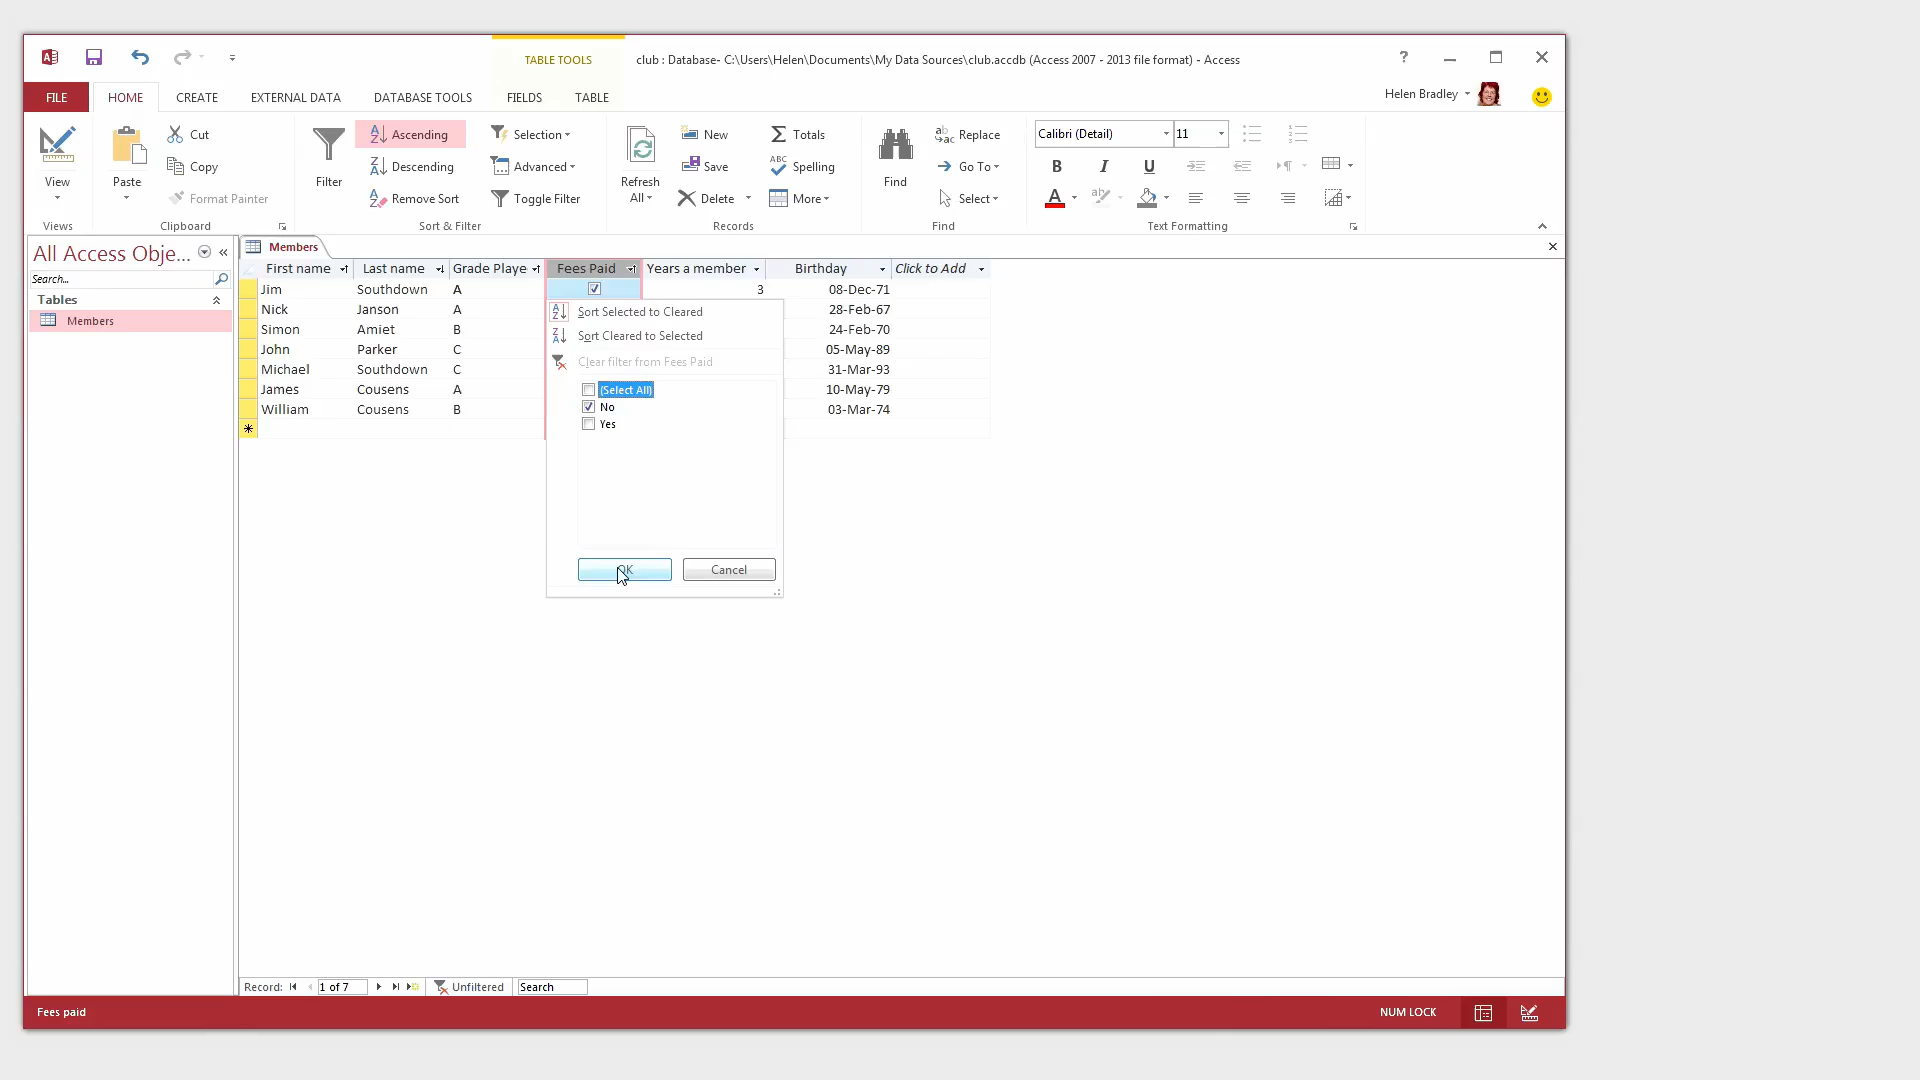 TABLE TOOLS
club : Database- C:\Users\Helen\Documents\My Data Sources\club.accdb (Access 2007 - 2013 file format) - Access
?
FILE HOME CREATE EXTERNAL DATA DATABASE TOOLS FIELDS TABLE Helen Bradley
Cut Ascending Selection New Totals Replace Calibri (Detail) 11
Copy Descending Advanced Save Spelling Go To B I U
View Paste Filter Refresh Find
Format Painter Remove Sort Toggle Filter All Delete More Select A
Views Clipboard Sort & Filter Records Find Text Formatting
All Access Obje... «
Members
Search...
Tables
Members
First name Last name Grade Playe Fees Paid Years a member Birthday Click to Add
Jim Southdown A 3 08-Dec-71
Nick Janson A 28-Feb-67
Simon Amiet B 24-Feb-70
John Parker C 05-May-89
Michael Southdown C 31-Mar-93
James Cousens A 10-May-79
William Cousens B 03-Mar-74
Sort Selected to Cleared
Sort Cleared to Selected
Clear filter from Fees Paid
(Select All)
No
Yes
OK Cancel
Record: 1 of 7 Unfiltered Search
Fees paid NUM LOCK